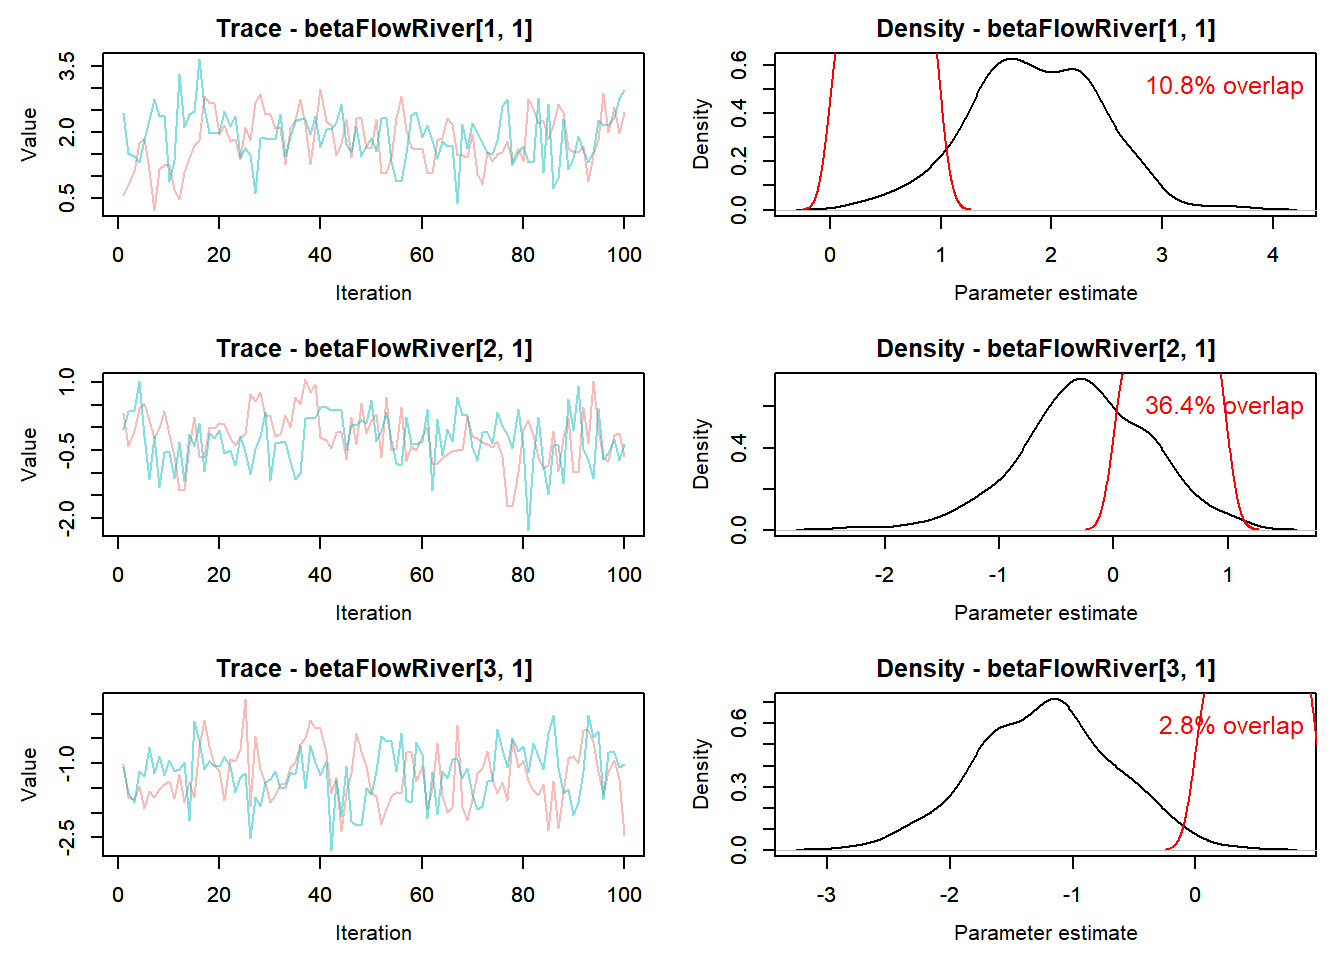 Trace - betaFlowRiver[1, 1]
Value
0.5 2.0 3.5
0 20 40 60 80 100
Iteration
Density - betaFlowRiver[1, 1]
10.8% overlap
Density
0.0 0.2 0.4 0.6
0 1 2 3 4
Parameter estimate
Trace - betaFlowRiver[2, 1]
Value
-2.0 -0.5 1.0
0 20 40 60 80 100
Iteration
Density - betaFlowRiver[2, 1]
36.4% overlap
Density
0.0 0.4
-2 -1 0 1
Parameter estimate
Trace - betaFlowRiver[3, 1]
Value
-2.5 -1.0
0 20 40 60 80 100
Iteration
Density - betaFlowRiver[3, 1]
2.8% overlap
Density
0.0 0.3 0.6
-3 -2 -1 0
Parameter estimate